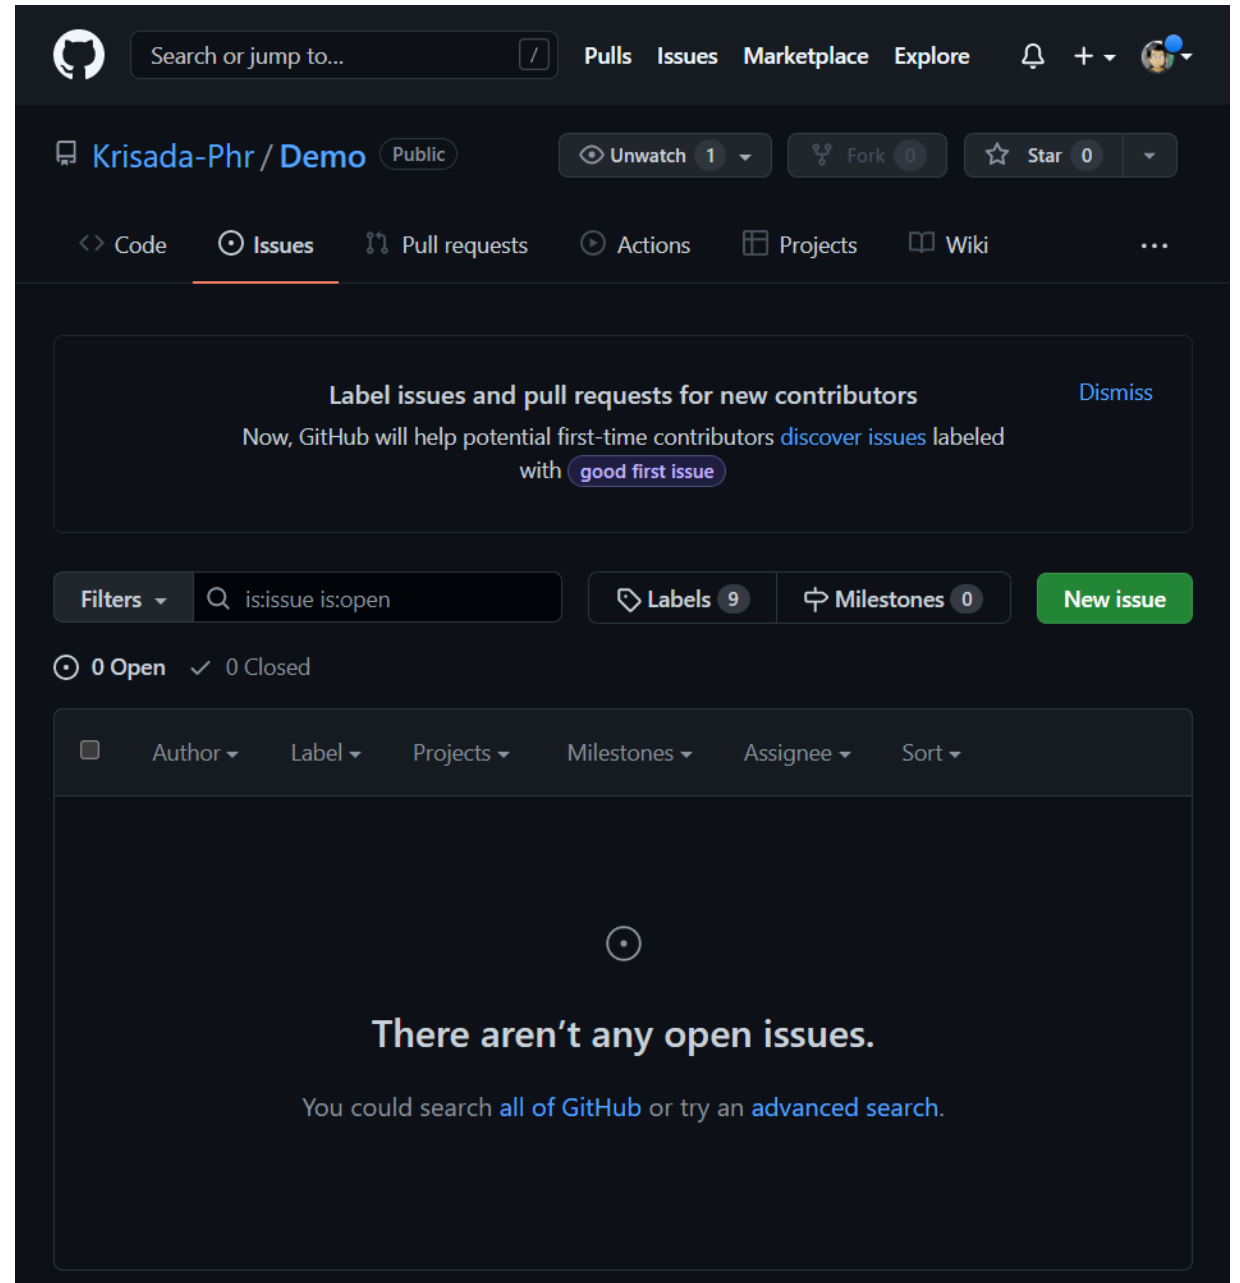 Search or jump to... / Pulls Issues Marketplace Explore
Krisada-Phr / Demo Public Unwatch 1 Fork 0 Star 0
Code Issues Pull requests Actions Projects Wiki ...
Label issues and pull requests for new contributors Dismiss
Now, GitHub will help potential first-time contributors discover issues labeled
with good first issue
Filters is:issue is:open Labels 9 Milestones 0 New issue
0 Open 0 Closed
Author Label Projects Milestones Assignee Sort
There aren’t any open issues.
You could search all of GitHub or try an advanced search.